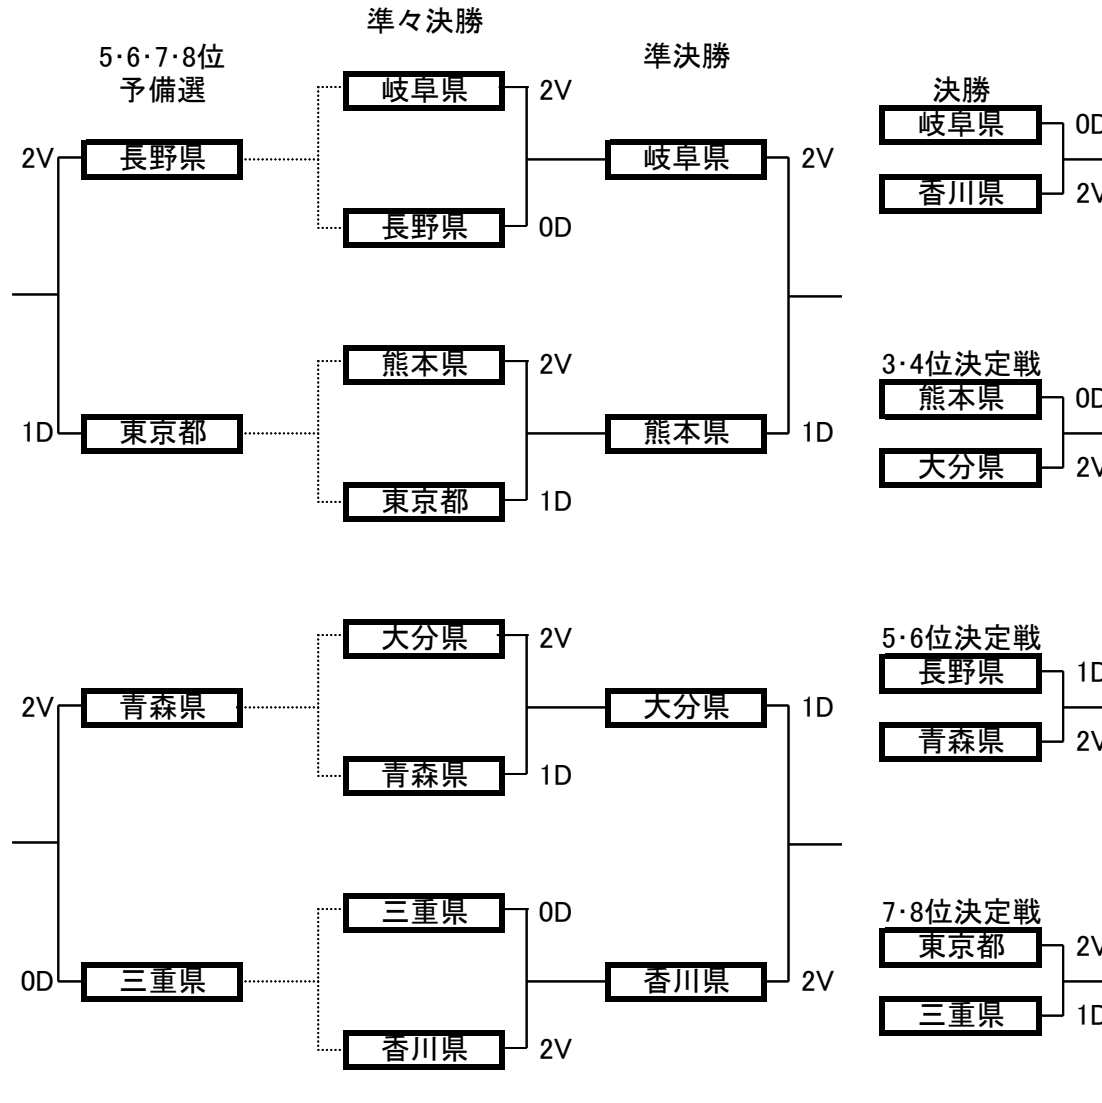 準々決勝
5･6･7･8位
予備選
準決勝
決勝
岐阜県 2V
岐阜県 0D
2V 長野県
岐阜県 2V
香川県 2V
長野県 0D
熊本県 2V
3･4位決定戦
熊本県 0D
1D 東京都
熊本県 1D
大分県 2V
東京都 1D
大分県 2V
5･6位決定戦
長野県 1D
2V 青森県
大分県 1D
青森県 2V
青森県 1D
三重県 0D
7･8位決定戦
東京都 2V
0D 三重県
香川県 2V
三重県 1D
香川県 2V